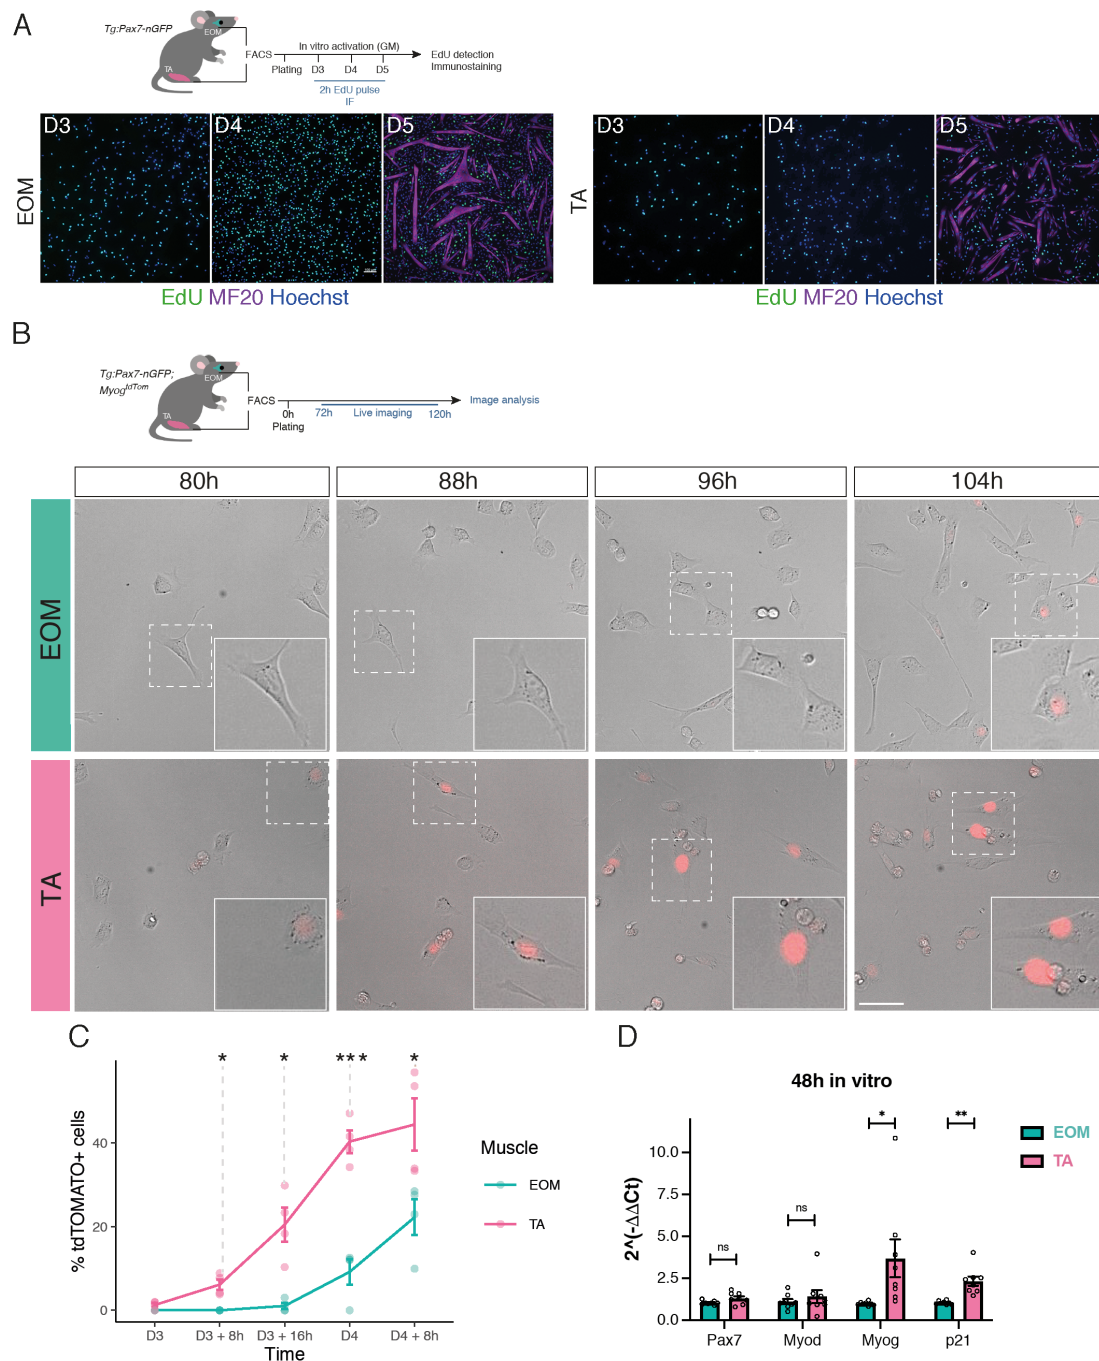 A
Tg:Pax7-nGFP
EOM
TA
FACS
In vitro activation (GM)
Plating
D3
D4
D5
2h EdU pulse
IF
EdU detection
Immunostaining
EOM
D3
D4
D5
EdU MF20 Hoechst
TA
D3
D4
D5
EdU MF20 Hoechst
B
Tg:Pax7-nGFP;
Myog^tdTom
EOM
TA
FACS
0h
Plating
72h
Live imaging
120h
Image analysis
80h
88h
96h
104h
EOM
TA
C
% tdTOMATO+ cells
40
20
0
*
*
***
*
D3
D3 + 8h
D3 + 16h
D4
D4 + 8h
Time
Muscle
EOM
TA
D
48h in vitro
2^(-ΔΔCt)
10.0
7.5
5.0
2.5
0.0
ns
ns
*
**
Pax7
Myod
Myog
p21
EOM
TA